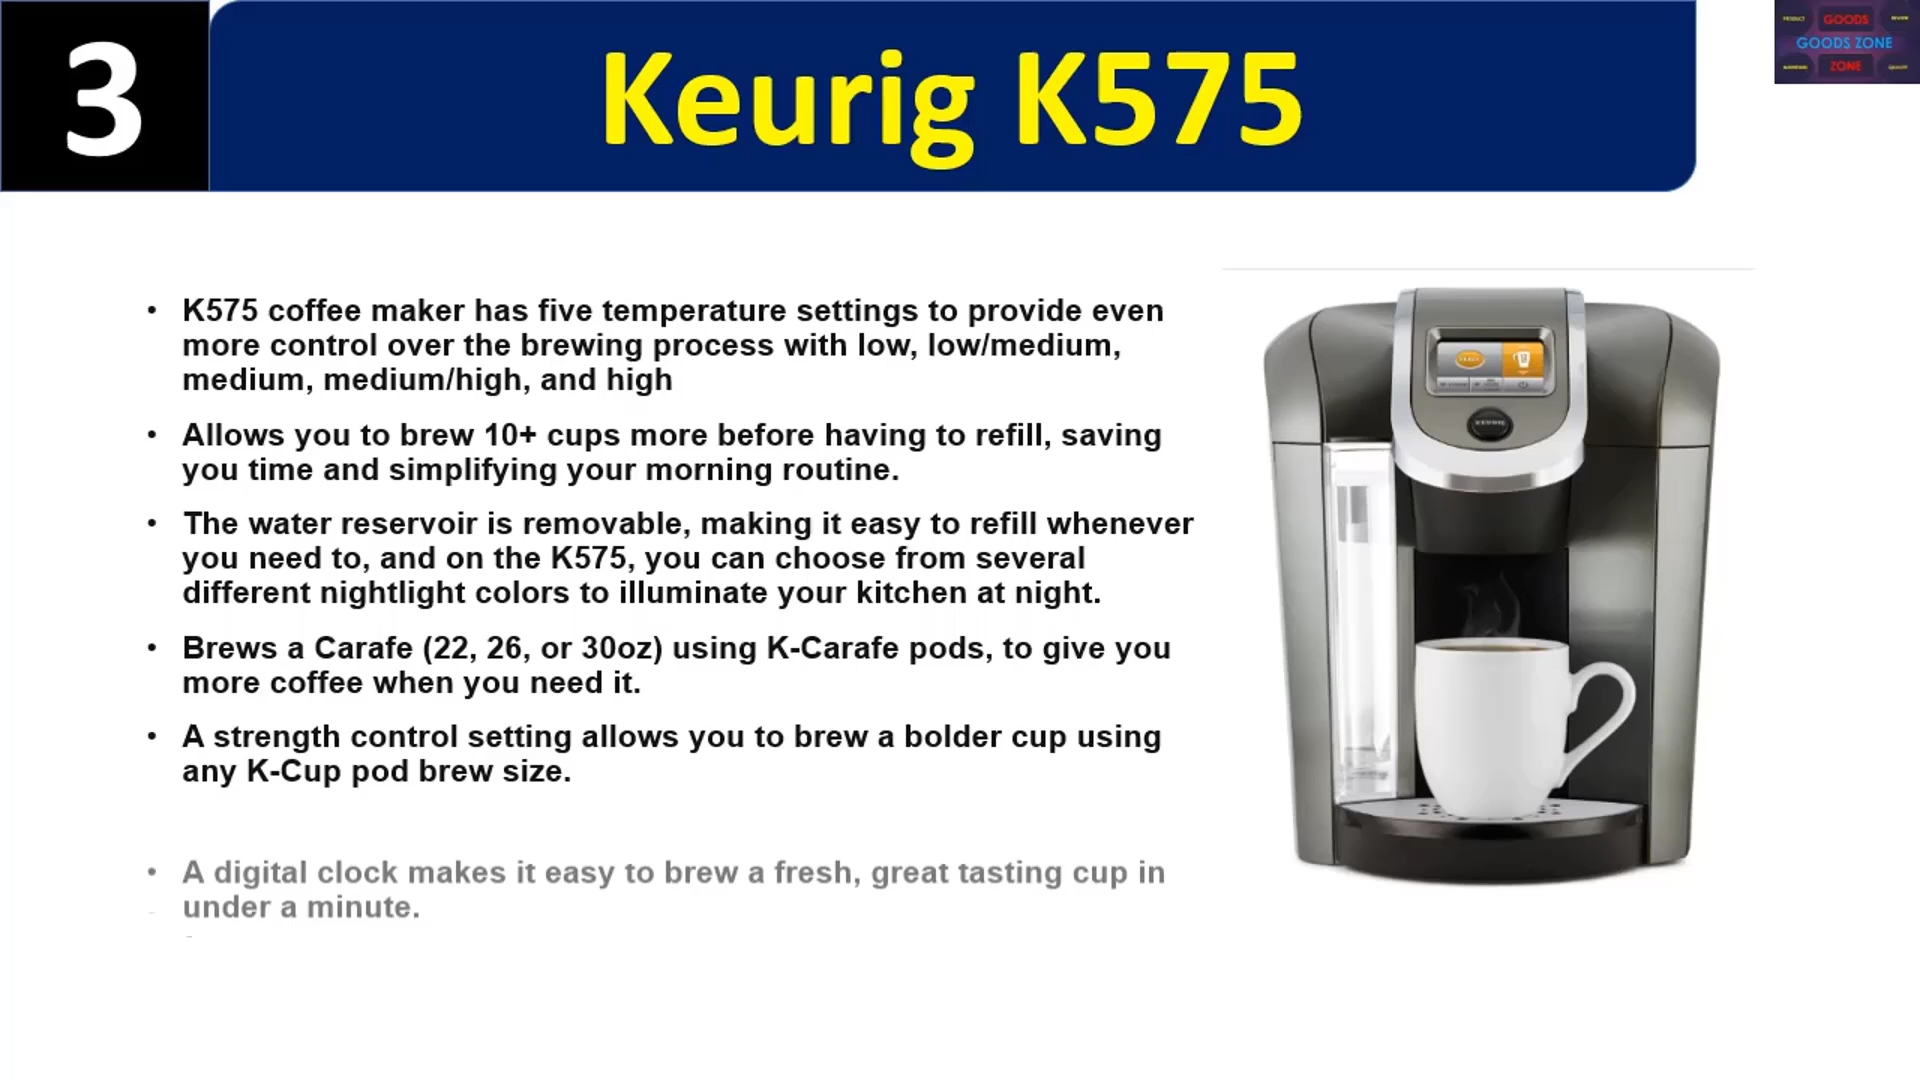 3
Keurig K575
PRODUCT GOODS REVIEW
GOODS ZONE
ZONE QUALITY
• K575 coffee maker has five temperature settings to provide even
more control over the brewing process with low, low/medium,
medium, medium/high, and high
• Allows you to brew 10+ cups more before having to refill, saving
you time and simplifying your morning routine.
• The water reservoir is removable, making it easy to refill whenever
you need to, and on the K575, you can choose from several
different nightlight colors to illuminate your kitchen at night.
• Brews a Carafe (22, 26, or 30oz) using K-Carafe pods, to give you
more coffee when you need it.
• A strength control setting allows you to brew a bolder cup using
any K-Cup pod brew size.
• A digital clock makes it easy to brew a fresh, great tasting cup in
under a minute.
KEURIG